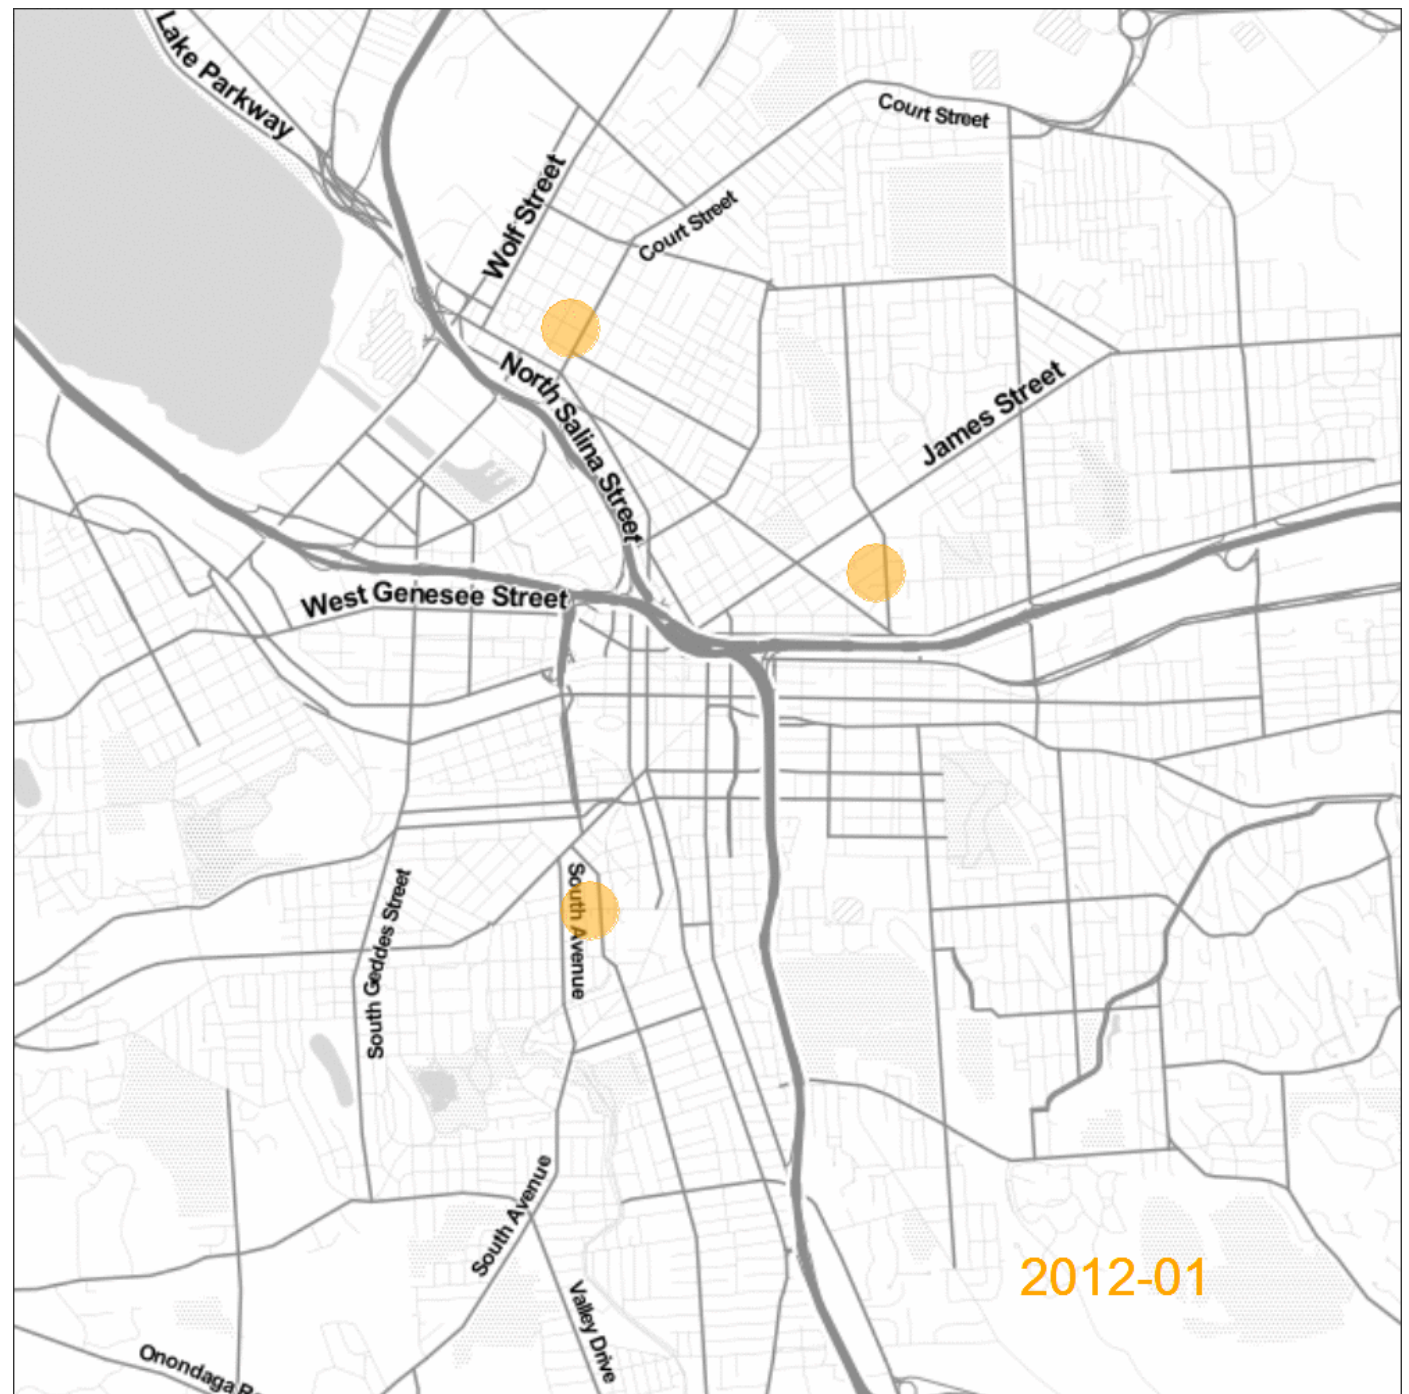 Lake Parkway
Court Street
Wolf Street
Court Street
North Salina Street
James Street
West Genesee Street
South Avenue
South Geddes Street
South Avenue
2012-01
Valley Drive
Onondaga